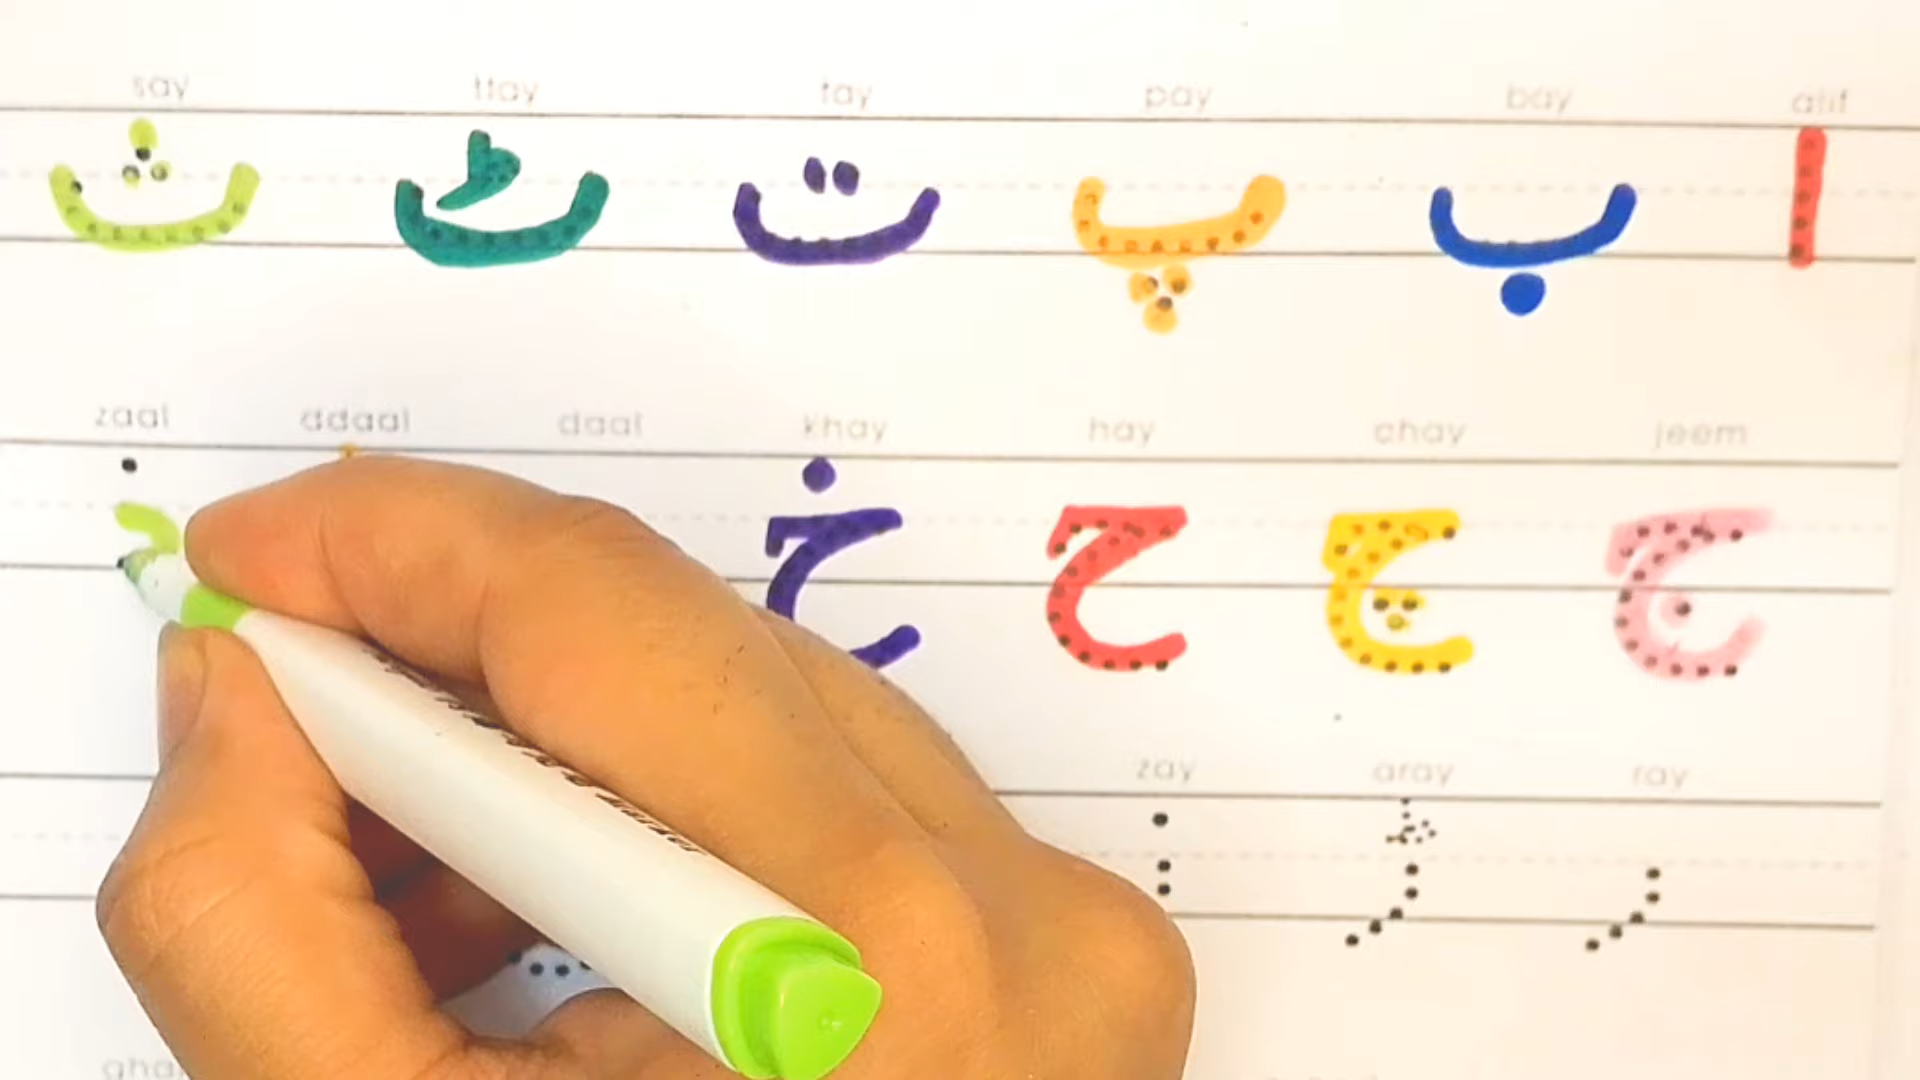 alif bay pay tay ttay say
ا ب پ ت ٹ ث
jeem chay hay khay daal ddaal zaal
ج چ ح خ
ray aray zay
ر ڑ